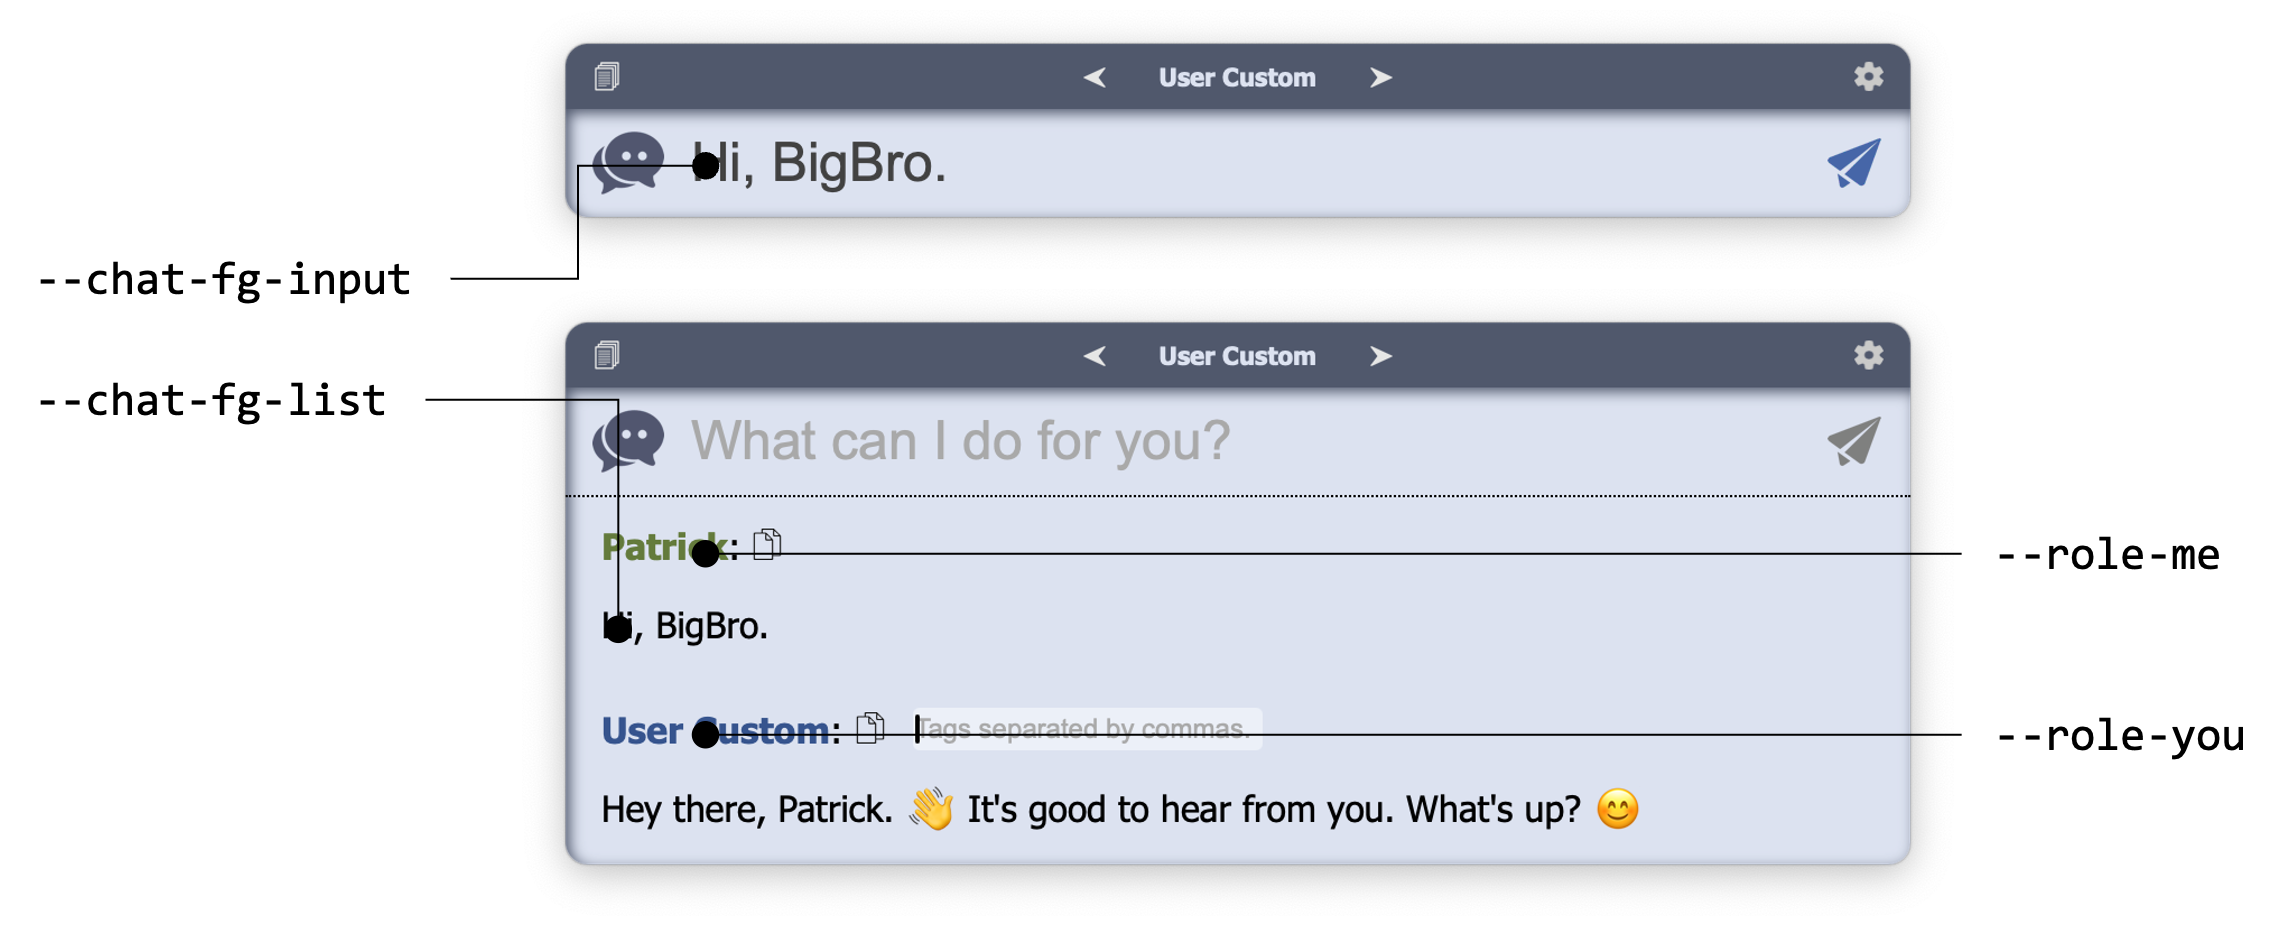 User Custom
Hi, BigBro.
--chat-fg-input
User Custom
--chat-fg-list
What can I do for you?
Patrick:
--role-me
Hi, BigBro.
User Custom: Tags separated by commas.
--role-you
Hey there, Patrick. 👋 It's good to hear from you. What's up? 😊